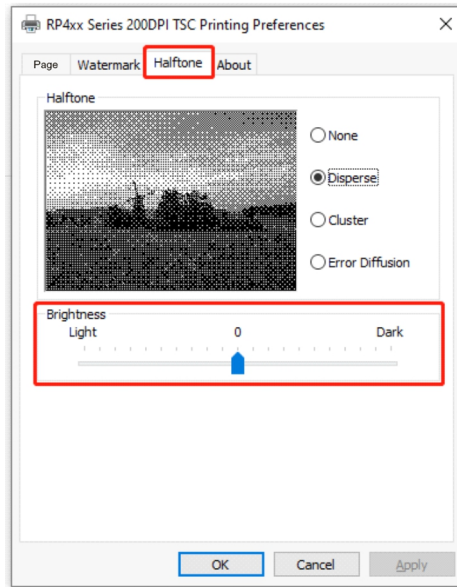 RP4xx Series 200DPI TSC Printing Preferences
Page Watermark Halftone About
Halftone
None
Disperse
Cluster
Error Diffusion
Brightness
Light 0 Dark
OK Cancel Apply